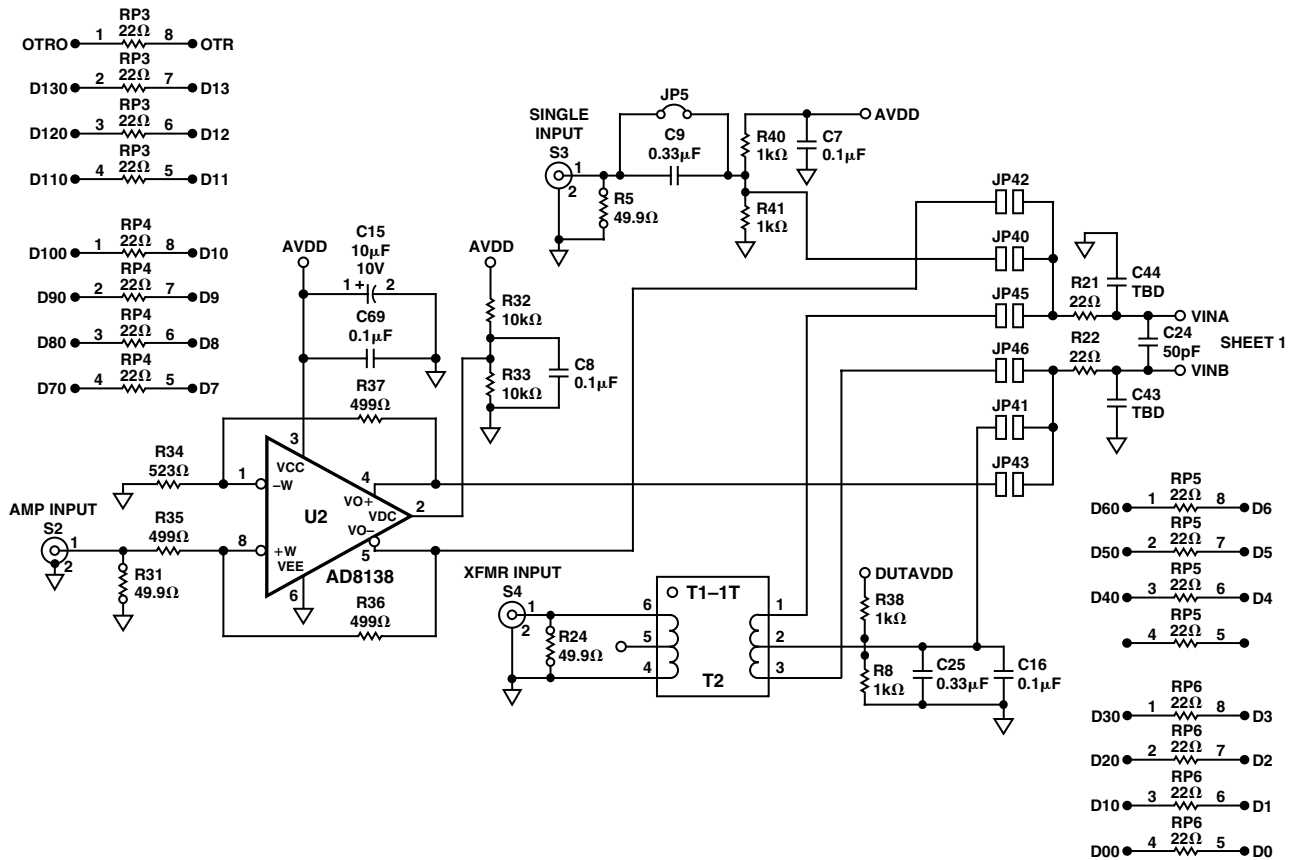 RP3
22Ω
OTRO 1 8 OTR
RP3
22Ω
D130 2 7 D13
RP3
22Ω
D120 3 6 D12
RP3
22Ω
D110 4 5 D11
RP4
22Ω
D100 1 8 D10
RP4
22Ω
D90 2 7 D9
RP4
22Ω
D80 3 6 D8
RP4
22Ω
D70 4 5 D7
SINGLE
INPUT
S3
1
2
R5
49.9Ω
JP5
C9
0.33μF
R40
1kΩ
C7
0.1μF
AVDD
R41
1kΩ
AVDD
C15
10μF
10V
1 + 2
C69
0.1μF
R37
499Ω
AVDD
R32
10kΩ
R33
10kΩ
C8
0.1μF
R34
523Ω
AMP INPUT
S2
1
2
R35
499Ω
R31
49.9Ω
3
VCC
1
–W
4
VO+
U2
VDC
2
VO–
8
+W
5
VEE
6
AD8138
R36
499Ω
XFMR INPUT
S4
1
2
R24
49.9Ω
T1–1T
6
5
4
1
2
3
T2
DUTAVDD
R38
1kΩ
R8
1kΩ
C25
0.33μF
C16
0.1μF
JP42
JP40
JP45
JP46
JP41
JP43
R21
22Ω
R22
22Ω
C44
TBD
VINA
C24
50pF
SHEET 1
VINB
C43
TBD
RP5
22Ω
D60 1 8 D6
RP5
22Ω
D50 2 7 D5
RP5
22Ω
D40 3 6 D4
RP5
22Ω
4 5
RP6
22Ω
D30 1 8 D3
RP6
22Ω
D20 2 7 D2
RP6
22Ω
D10 3 6 D1
RP6
22Ω
D00 4 5 D0